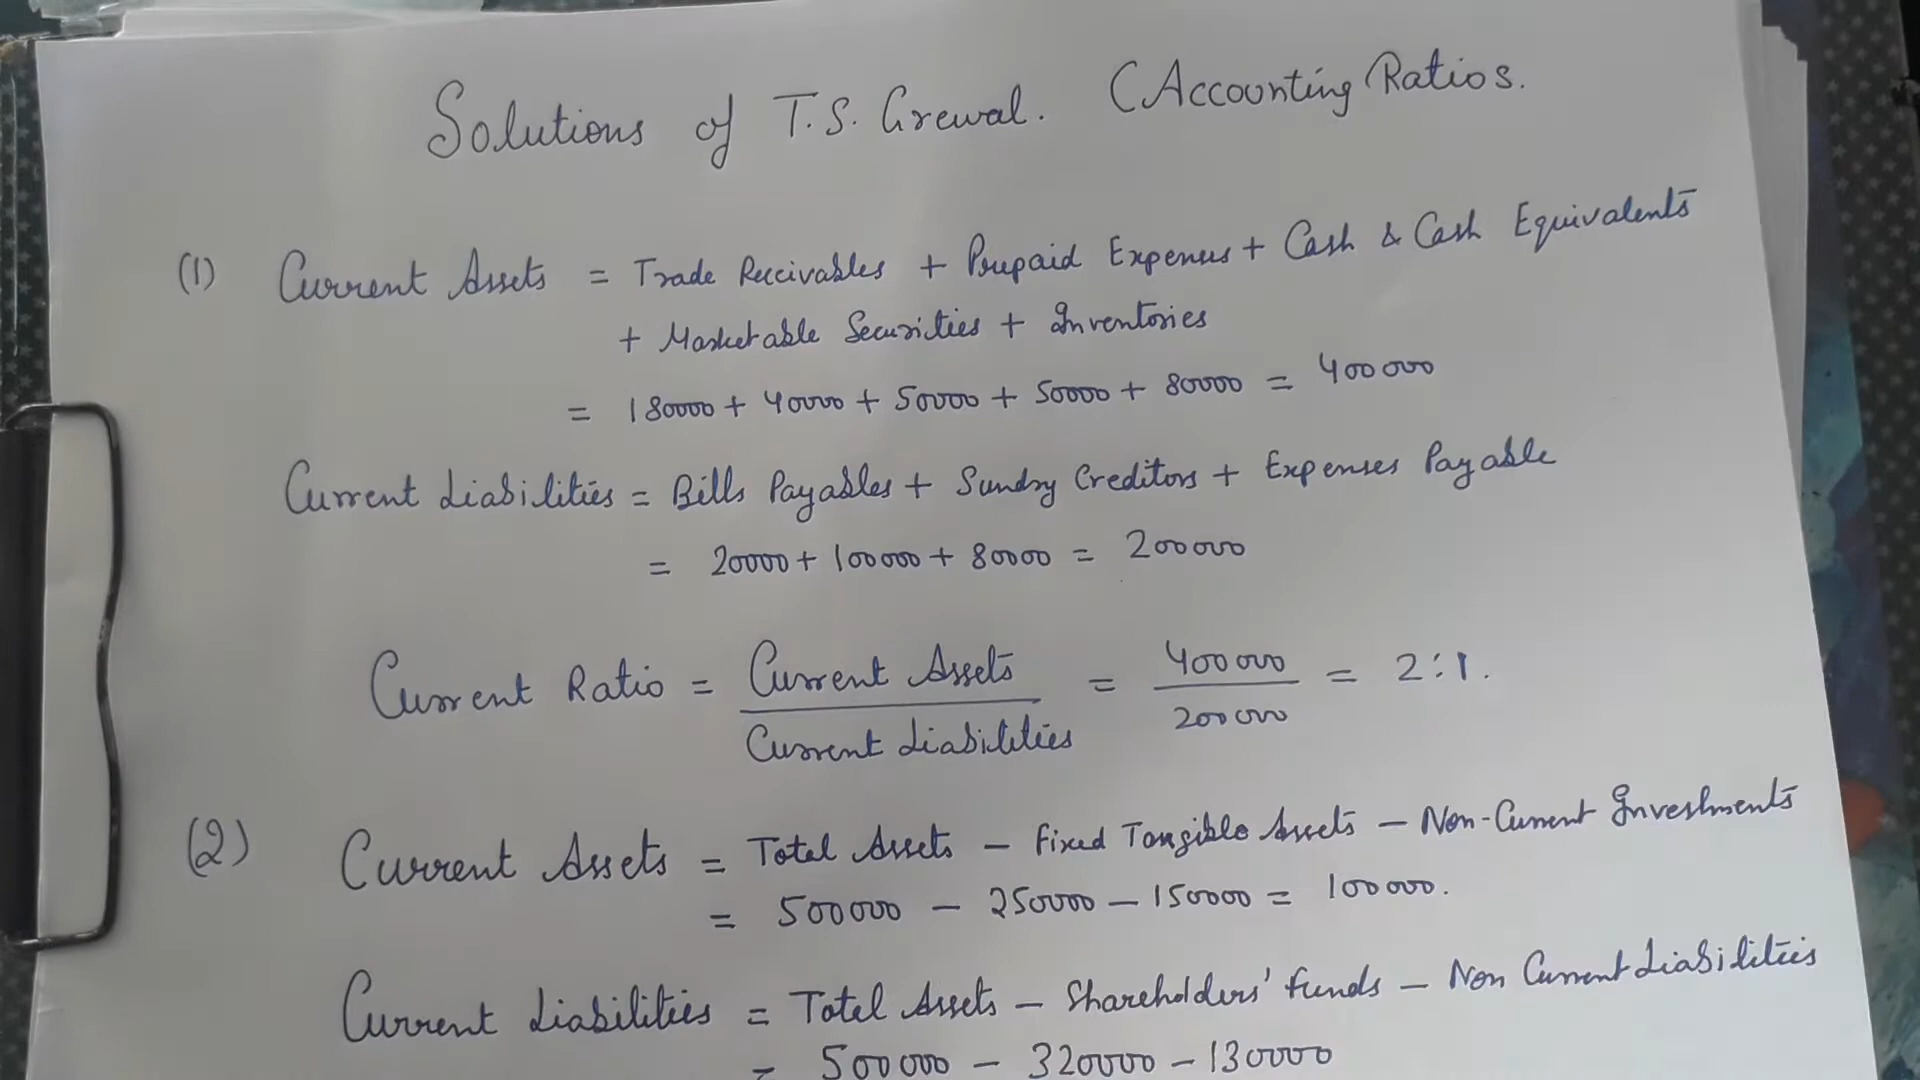 Solutions of T.S. Grewal. (Accounting Ratios.
(1) Current Assets = Trade Receivables + Prepaid Expenses + Cash & Cash Equivalents
+ Marketable Securities + Inventories
= 180000 + 40000 + 50000 + 50000 + 80000 = 400000
Current Liabilities = Bills Payables + Sundry Creditors + Expenses Payable
= 20000 + 100000 + 80000 = 200000
Current Ratio = Current Assets / Current Liabilities = 400000 / 200000 = 2:1.
(2) Current Assets = Total Assets - Fixed Tangible Assets - Non-Current Investments
= 500000 - 250000 - 150000 = 100000.
Current Liabilities = Total Assets - Shareholders' funds - Non Current Liabilities
= 500000 - 320000 - 130000